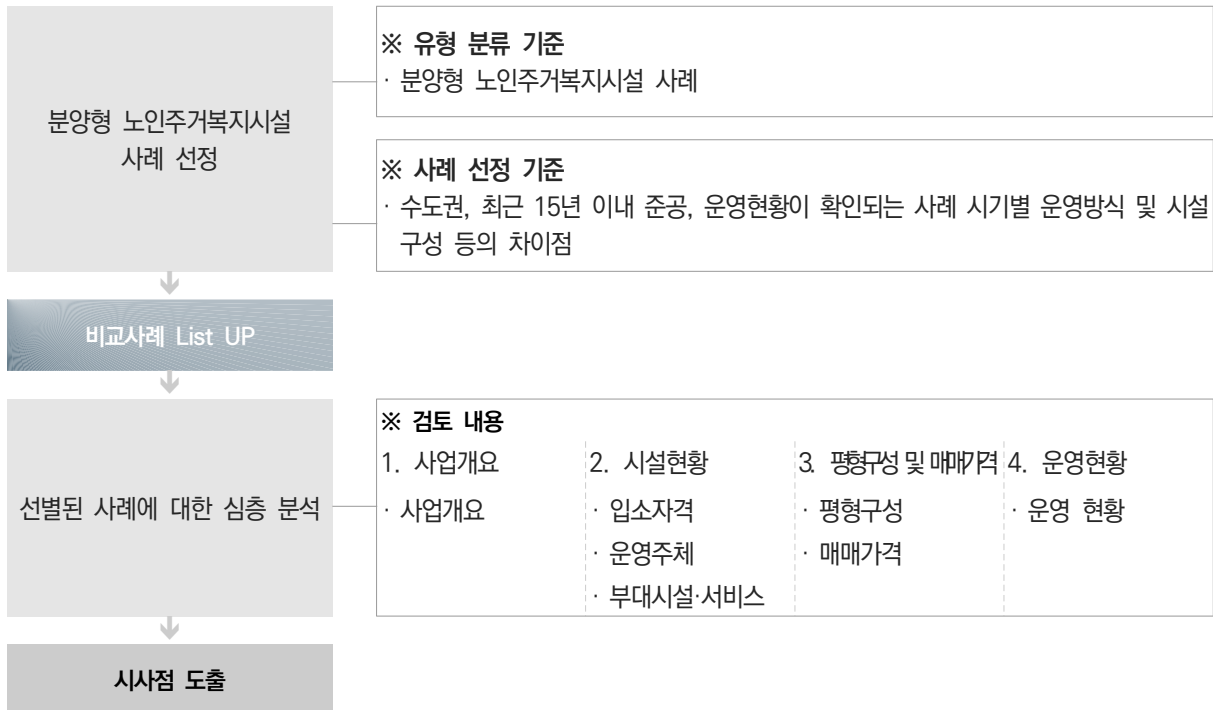 분양형 노인주거복지시설
사례 선정
※ 유형 분류 기준
· 분양형 노인주거복지시설 사례
※ 사례 선정 기준
· 수도권, 최근 15년 이내 준공, 운영현황이 확인되는 사례 시기별 운영방식 및 시설
구성 등의 차이점
비교사례 List UP
선별된 사례에 대한 심층 분석
※ 검토 내용
1. 사업개요
· 사업개요
2. 시설현황
· 입소자격
· 운영주체
· 부대시설·서비스
3. 평형구성 및 매매가격
· 평형구성
· 매매가격
4. 운영현황
· 운영 현황
시사점 도출